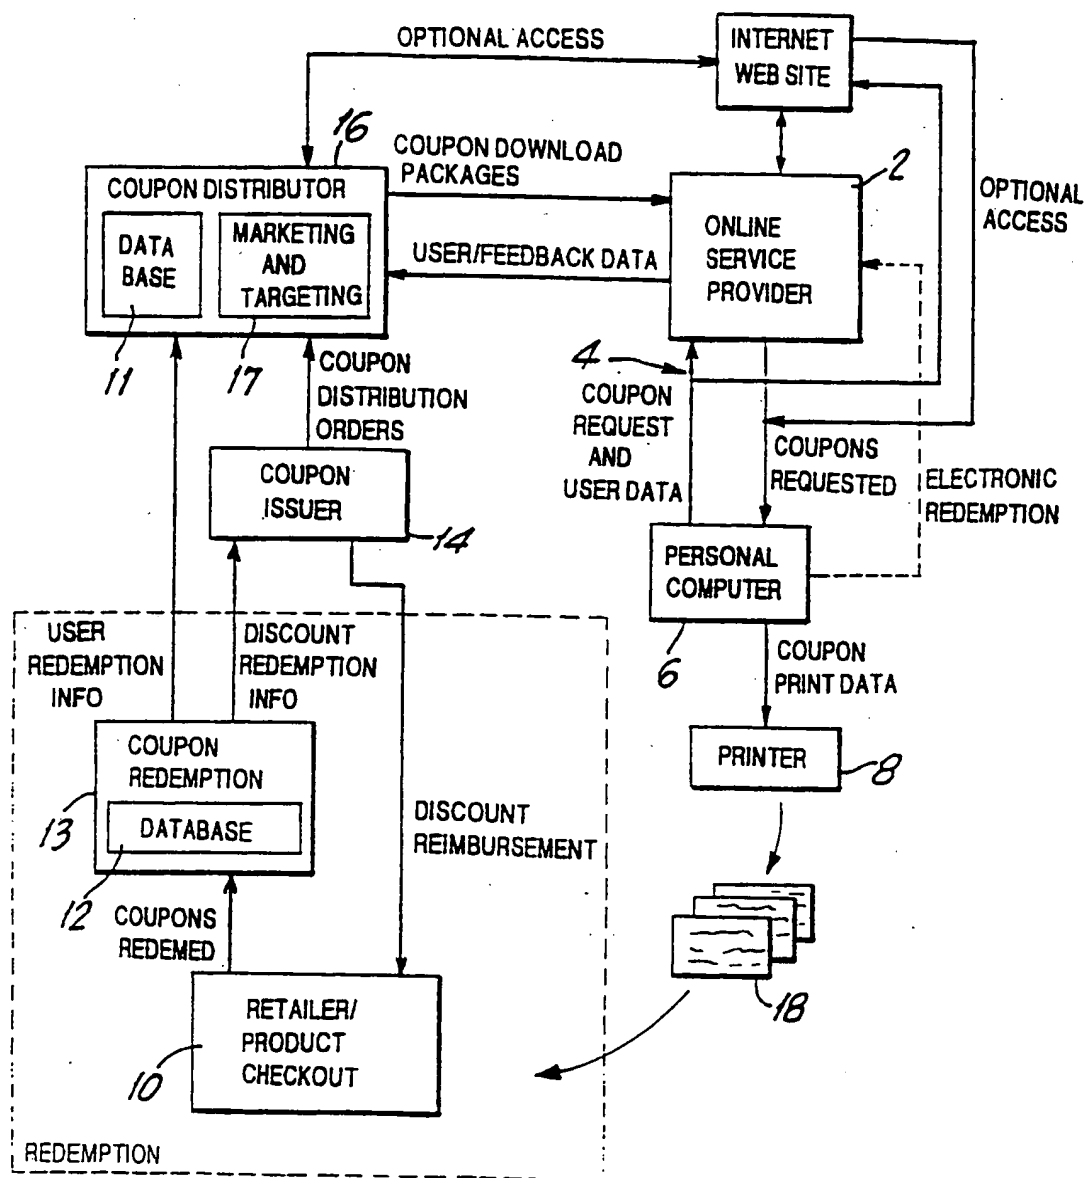 OPTIONAL ACCESS
INTERNET
WEB SITE
16
COUPON DOWNLOAD
PACKAGES
2
OPTIONAL
ACCESS
COUPON DISTRIBUTOR
DATA
BASE
MARKETING
AND
TARGETING
USER/FEEDBACK DATA
ONLINE
SERVICE
PROVIDER
11
17
COUPON
DISTRIBUTION
ORDERS
4
COUPON
REQUEST
AND
USER DATA
COUPONS
REQUESTED
ELECTRONIC
REDEMPTION
COUPON
ISSUER
14
PERSONAL
COMPUTER
6
USER
REDEMPTION
INFO
DISCOUNT
REDEMPTION
INFO
COUPON
PRINT DATA
COUPON
REDEMPTION
DATABASE
13
12
PRINTER
8
DISCOUNT
REIMBURSEMENT
COUPONS
REDEMED
18
RETAILER/
PRODUCT
CHECKOUT
10
REDEMPTION